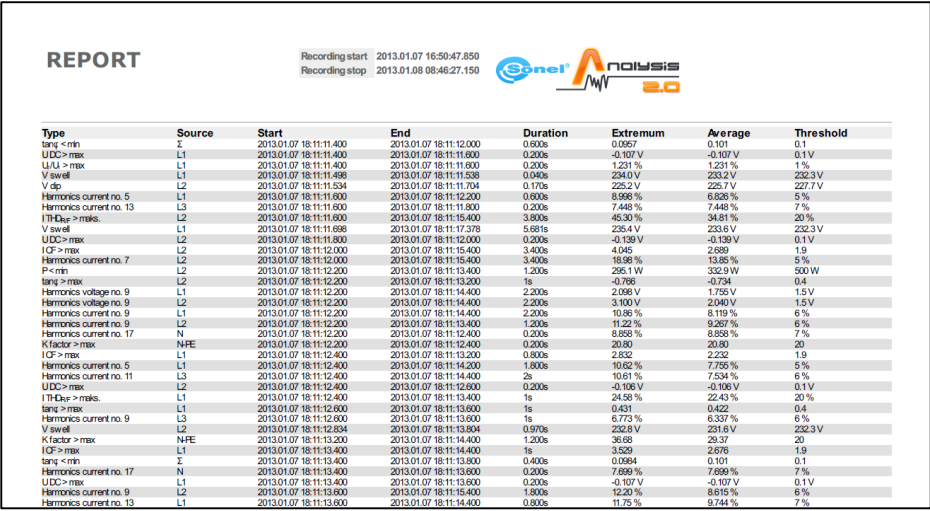 REPORT
Recording start 2013.01.07 16:50:47.850
Recording stop 2013.01.08 08:46:27.150
Sonel® Analysis 2.0
Type Source Start End Duration Extremum Average Threshold
tanφ < min Σ 2013.01.07 18:11:11.400 2013.01.07 18:11:12.000 0.600s 0.0957 0.101 0.1
U DC > max L1 2013.01.07 18:11:11.400 2013.01.07 18:11:11.600 0.200s -0.107 V -0.107 V 0.1 V
> max L1 2013.01.07 18:11:11.400 2013.01.07 18:11:11.600 0.200s 1.231 % 1.231 % 1 %
V swell L1 2013.01.07 18:11:11.498 2013.01.07 18:11:11.538 0.040s 234.0 V 233.2 V 232.3 V
V dip L2 2013.01.07 18:11:11.534 2013.01.07 18:11:11.704 0.170s 225.2 V 225.7 V 227.7 V
Harmonics current no. 5 L1 2013.01.07 18:11:11.600 2013.01.07 18:11:12.200 0.600s 8.998 % 6.826 % 5 %
Harmonics current no. 13 L3 2013.01.07 18:11:11.600 2013.01.07 18:11:11.800 0.200s 7.448 % 7.448 % 7 %
I THD R/F > maks. L2 2013.01.07 18:11:11.600 2013.01.07 18:11:15.400 3.800s 45.30 % 34.81 % 20 %
V swell L1 2013.01.07 18:11:11.698 2013.01.07 18:11:17.378 5.681s 235.4 V 233.6 V 232.3 V
U DC > max L2 2013.01.07 18:11:11.800 2013.01.07 18:11:12.000 0.200s -0.139 V -0.139 V 0.1 V
I CF > max L2 2013.01.07 18:11:12.000 2013.01.07 18:11:15.400 3.400s 4.045 2.689 1.9
Harmonics current no. 7 L2 2013.01.07 18:11:12.000 2013.01.07 18:11:15.400 3.400s 18.98 % 13.85 % 5 %
P < min L2 2013.01.07 18:11:12.200 2013.01.07 18:11:13.400 1.200s 295.1 W 332.9 W 500 W
tanφ > max L2 2013.01.07 18:11:12.200 2013.01.07 18:11:13.200 1s -0.766 -0.734 0.4
Harmonics voltage no. 9 L1 2013.01.07 18:11:12.200 2013.01.07 18:11:14.400 2.200s 2.098 V 1.755 V 1.5 V
Harmonics voltage no. 9 L2 2013.01.07 18:11:12.200 2013.01.07 18:11:14.400 2.200s 3.100 V 2.040 V 1.5 V
Harmonics current no. 9 L1 2013.01.07 18:11:12.200 2013.01.07 18:11:14.400 2.200s 10.86 % 8.119 % 6 %
Harmonics current no. 9 L2 2013.01.07 18:11:12.200 2013.01.07 18:11:13.400 1.200s 11.22 % 9.267 % 6 %
Harmonics current no. 17 N 2013.01.07 18:11:12.200 2013.01.07 18:11:12.400 0.200s 8.858 % 8.858 % 7 %
K factor > max N-PE 2013.01.07 18:11:12.200 2013.01.07 18:11:12.400 0.200s 20.80 20.80 20
I CF > max L1 2013.01.07 18:11:12.400 2013.01.07 18:11:13.200 0.800s 2.832 2.232 1.9
Harmonics current no. 5 L1 2013.01.07 18:11:12.400 2013.01.07 18:11:14.200 1.800s 10.62 % 7.755 % 5 %
Harmonics current no. 11 L3 2013.01.07 18:11:12.400 2013.01.07 18:11:14.400 2s 10.61 % 7.534 % 6 %
U DC > max L2 2013.01.07 18:11:12.400 2013.01.07 18:11:12.600 0.200s -0.106 V -0.106 V 0.1 V
I THD R/F > maks. L1 2013.01.07 18:11:12.400 2013.01.07 18:11:13.400 1s 24.58 % 22.43 % 20 %
tanφ > max L1 2013.01.07 18:11:12.600 2013.01.07 18:11:13.600 1s 0.431 0.422 0.4
Harmonics current no. 9 L3 2013.01.07 18:11:12.600 2013.01.07 18:11:13.600 1s 6.773 % 6.337 % 6 %
V swell L2 2013.01.07 18:11:12.834 2013.01.07 18:11:13.804 0.970s 232.8 V 231.6 V 232.3 V
K factor > max N-PE 2013.01.07 18:11:13.200 2013.01.07 18:11:14.400 1.200s 36.68 29.37 20
I CF > max L1 2013.01.07 18:11:13.400 2013.01.07 18:11:14.400 1s 3.529 2.676 1.9
tanφ < min Σ 2013.01.07 18:11:13.400 2013.01.07 18:11:13.800 0.400s 0.0984 0.101 0.1
Harmonics current no. 17 N 2013.01.07 18:11:13.400 2013.01.07 18:11:13.600 0.200s 7.699 % 7.699 % 7 %
U DC > max L1 2013.01.07 18:11:13.400 2013.01.07 18:11:13.600 0.200s -0.107 V -0.107 V 0.1 V
Harmonics current no. 9 L2 2013.01.07 18:11:13.600 2013.01.07 18:11:15.400 1.800s 12.20 % 8.615 % 6 %
Harmonics current no. 13 L1 2013.01.07 18:11:13.600 2013.01.07 18:11:14.400 0.800s 11.75 % 9.744 % 7 %